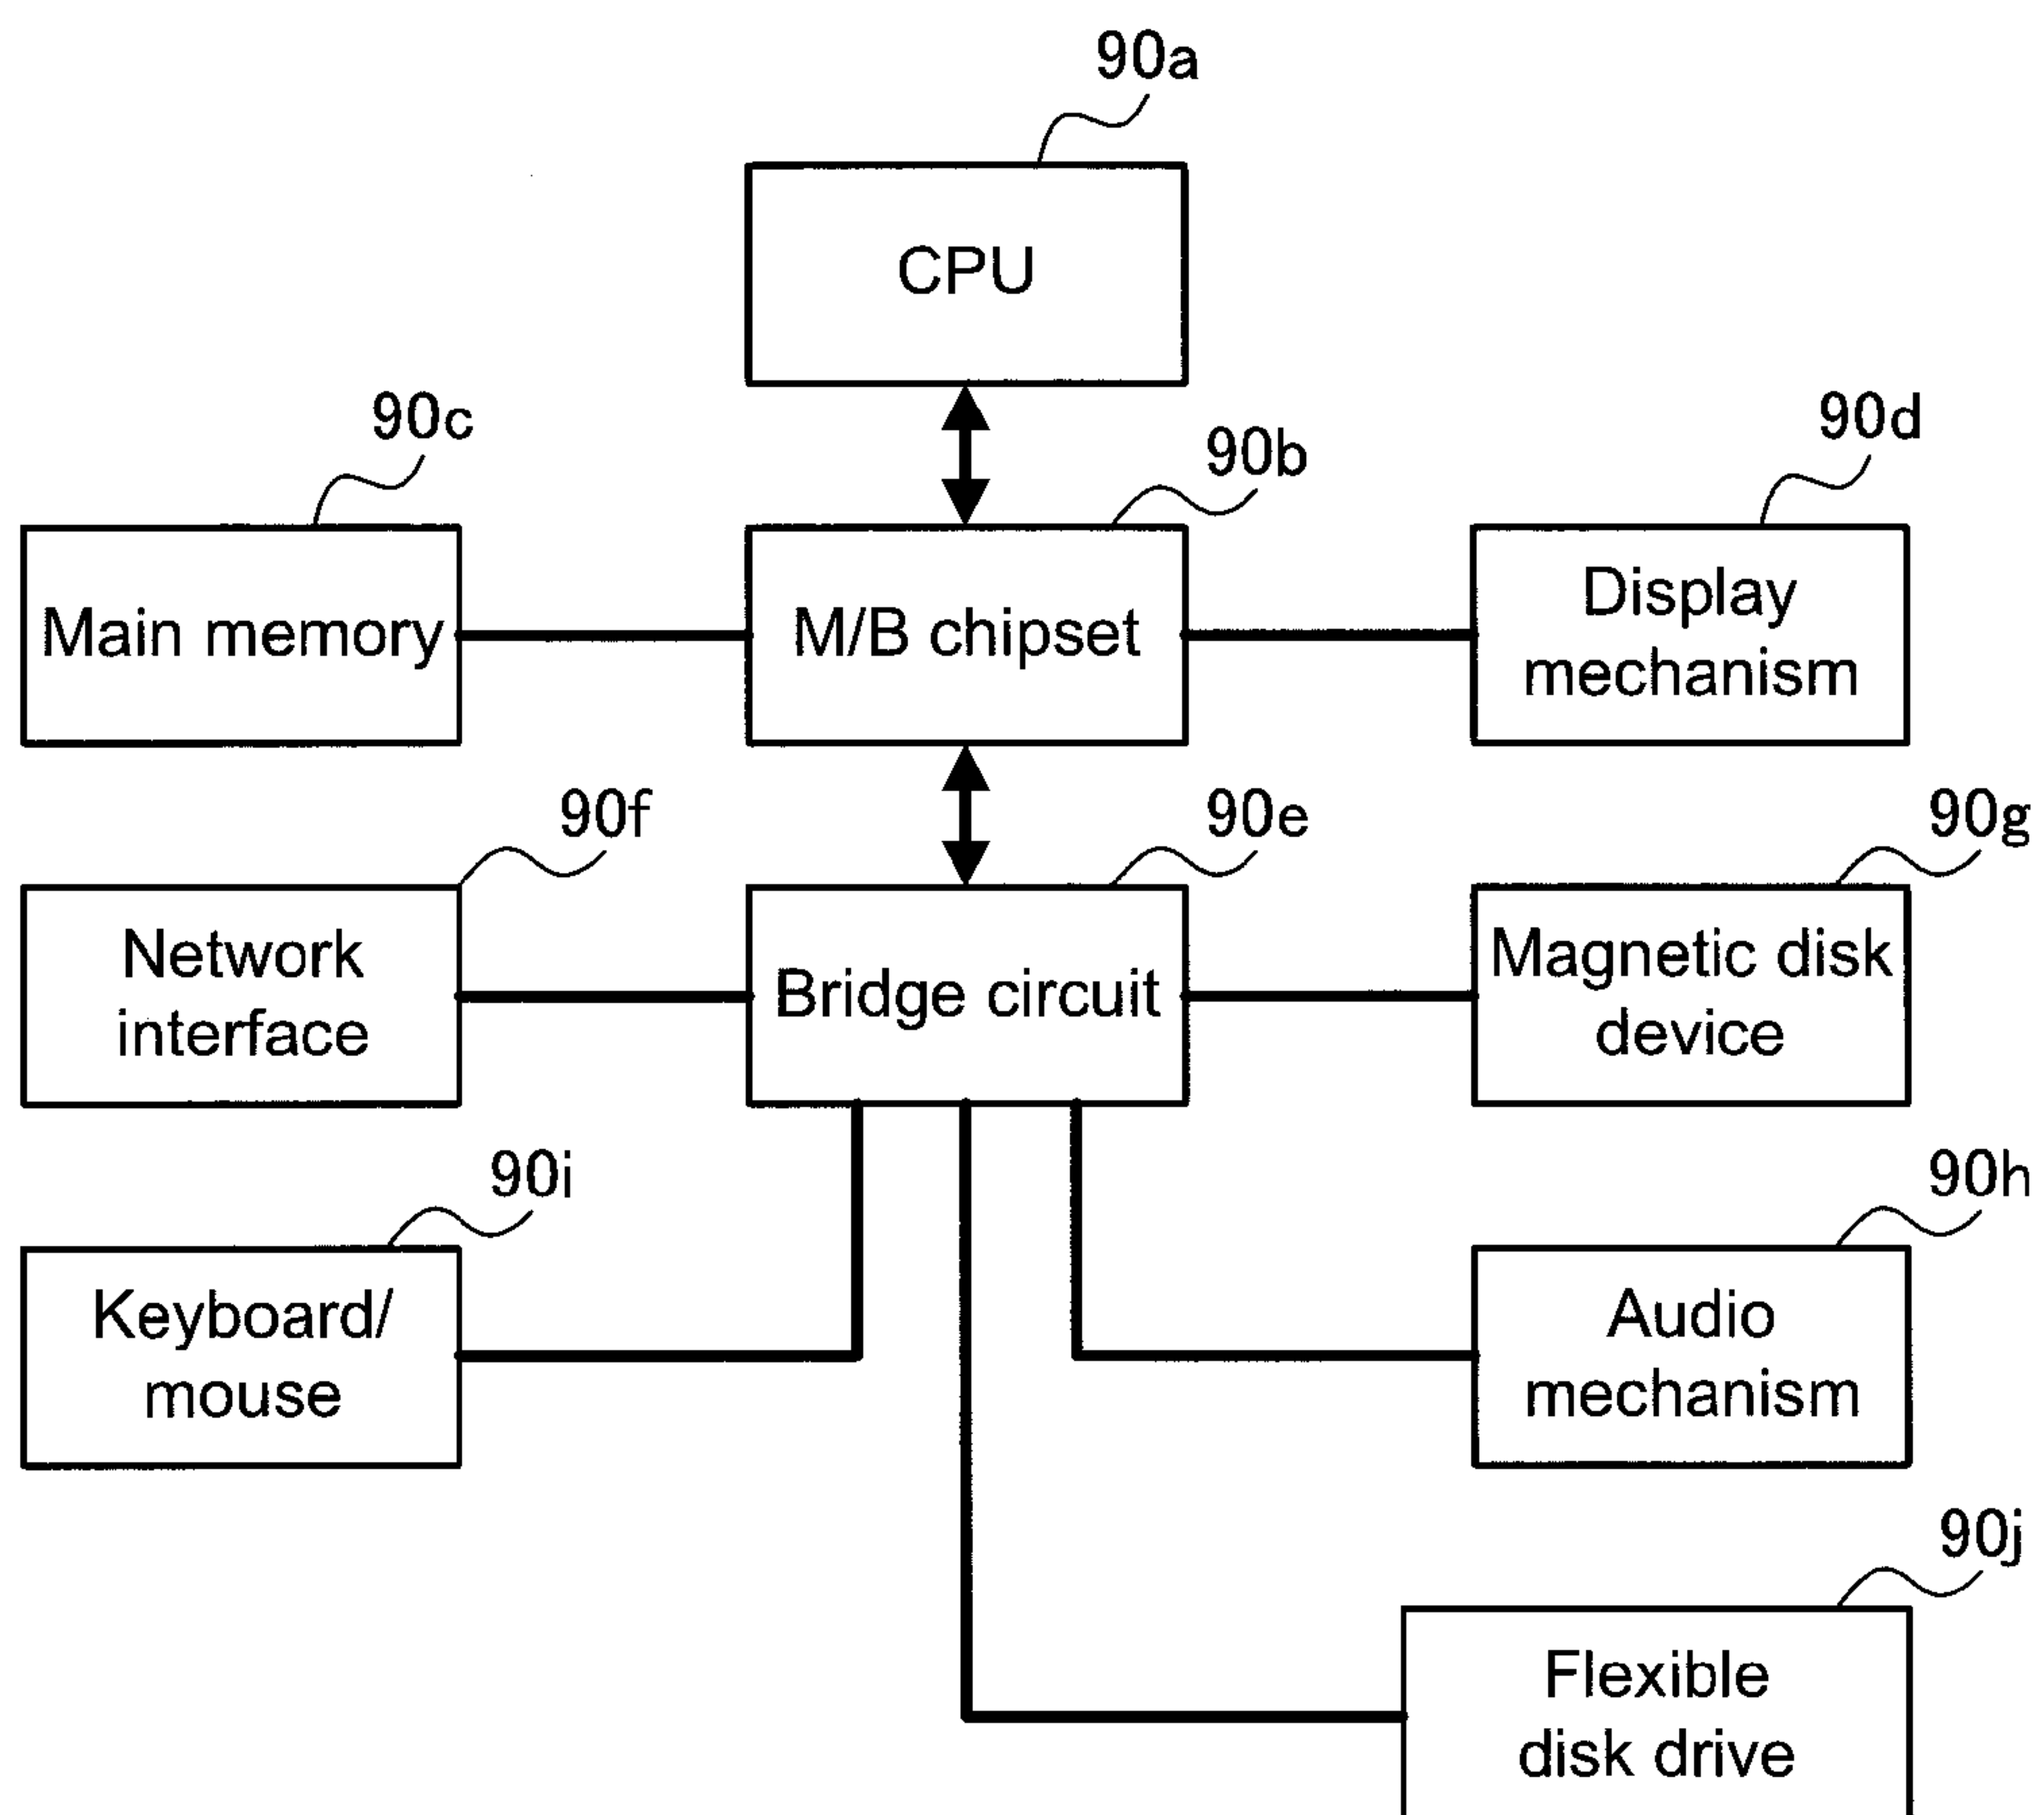 90a
CPU
90c
90b
90d
Main memory
M/B chipset
Display
mechanism
90f
90e
90g
Network
interface
Bridge circuit
Magnetic disk
device
90i
90h
Keyboard/
mouse
Audio
mechanism
90j
Flexible
disk drive